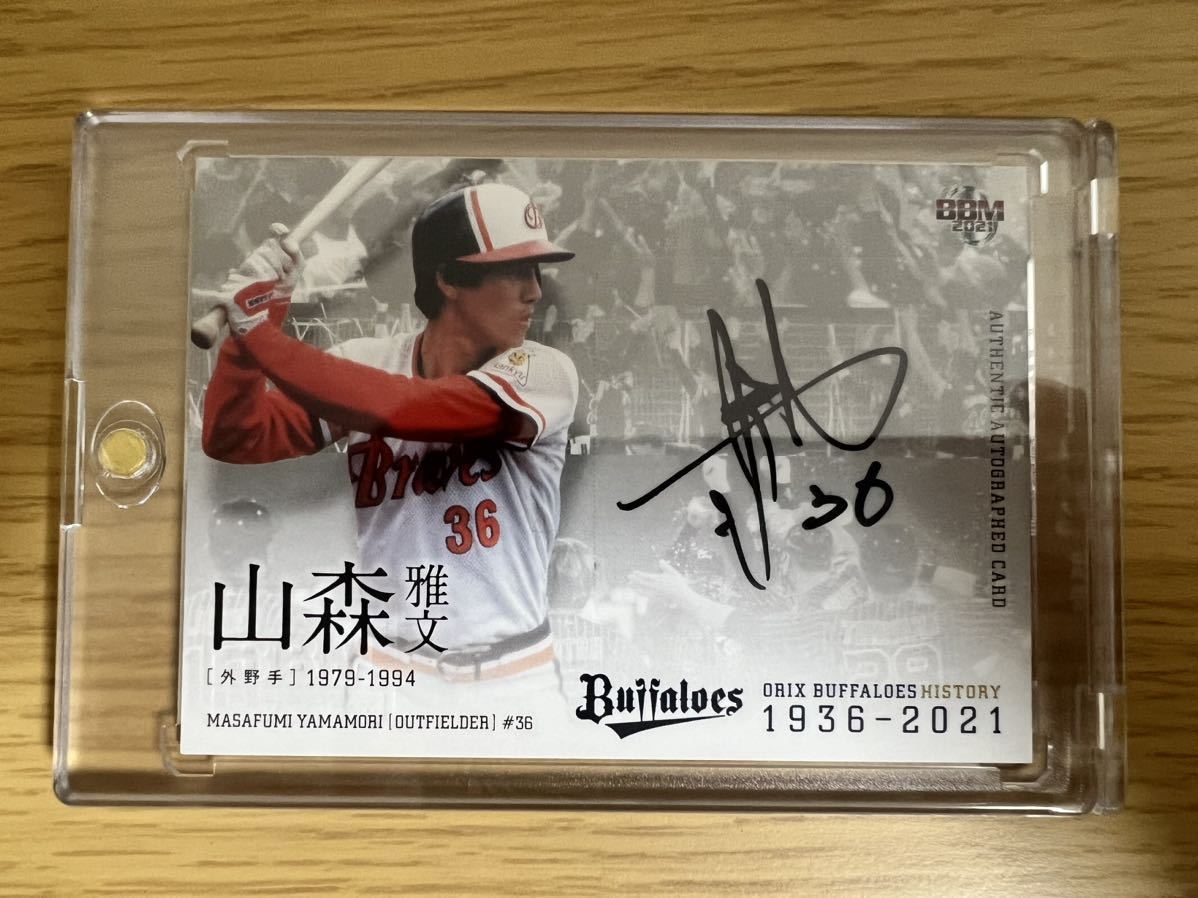 BBM
2021
AUTHENTIC AUTOGRAPHED CARD
Hankyu
Braves
36
36
山森雅文
[外野手] 1979-1994
MASAFUMI YAMAMORI [OUTFIELDER] #36
Buffaloes
ORIX BUFFALOES HISTORY
1936-2021